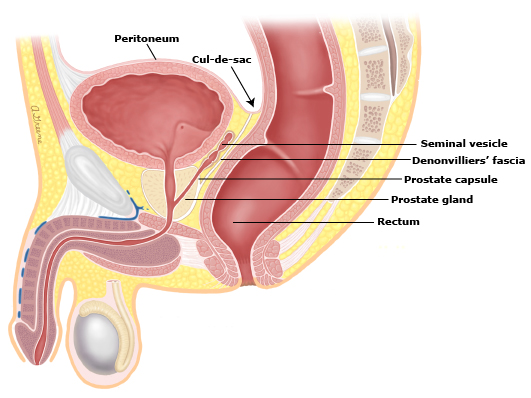 Peritoneum
Cul-de-sac
Seminal vesicle
Denonvilliers’ fascia
Prostate capsule
Prostate gland
Rectum